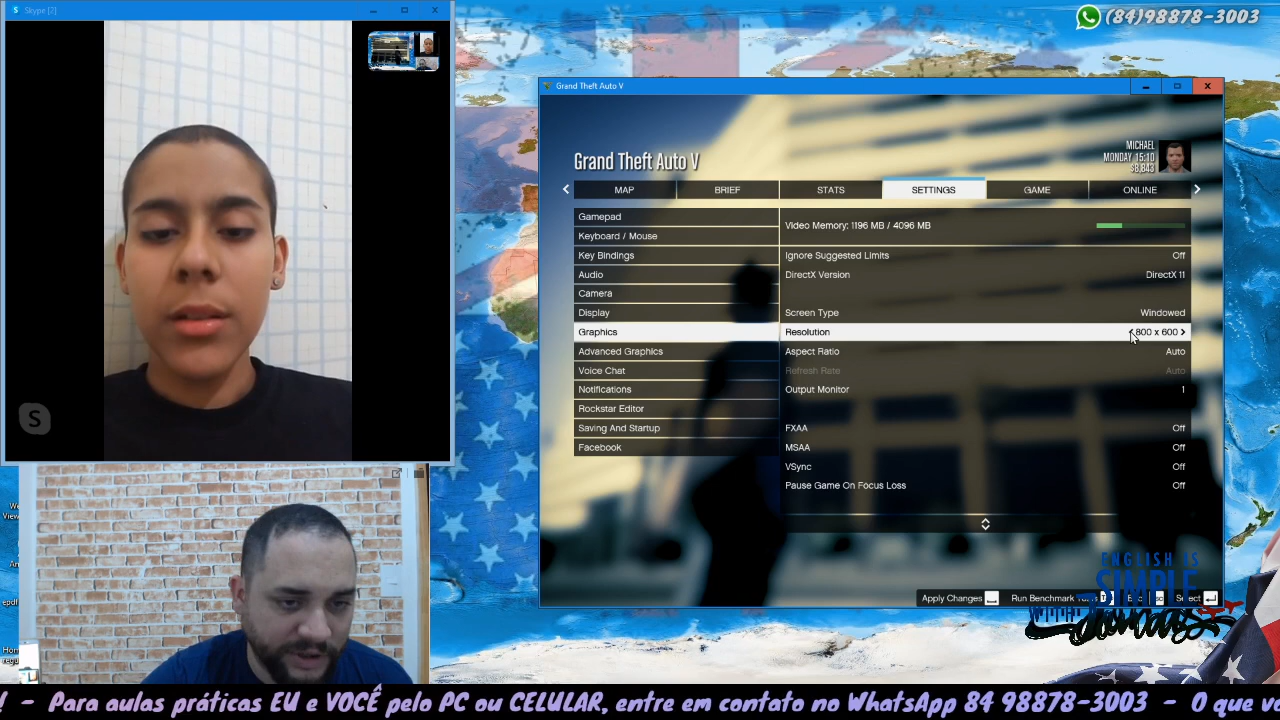 Skype [2]
(84)98878-3003
S
Grand Theft Auto V
Grand Theft Auto V
MICHAEL
MONDAY 15:10
$8,843
MAP
BRIEF
STATS
SETTINGS
GAME
ONLINE
Gamepad
Keyboard / Mouse
Key Bindings
Audio
Camera
Display
Graphics
Advanced Graphics
Voice Chat
Notifications
Rockstar Editor
Saving And Startup
Facebook
Video Memory: 1196 MB / 4096 MB
Ignore Suggested Limits Off
DirectX Version DirectX 11
Screen Type Windowed
Resolution 800 x 600
Aspect Ratio Auto
Refresh Rate Auto
Output Monitor 1
FXAA Off
MSAA Off
VSync Off
Pause Game On Focus Loss Off
Apply Changes
Run Benchmark
Select
ENGLISH IS
SIMPLE
WITH
! - Para aulas práticas EU e VOCÊ pelo PC ou CELULAR, entre em contato no WhatsApp 84 98878-3003 - O que